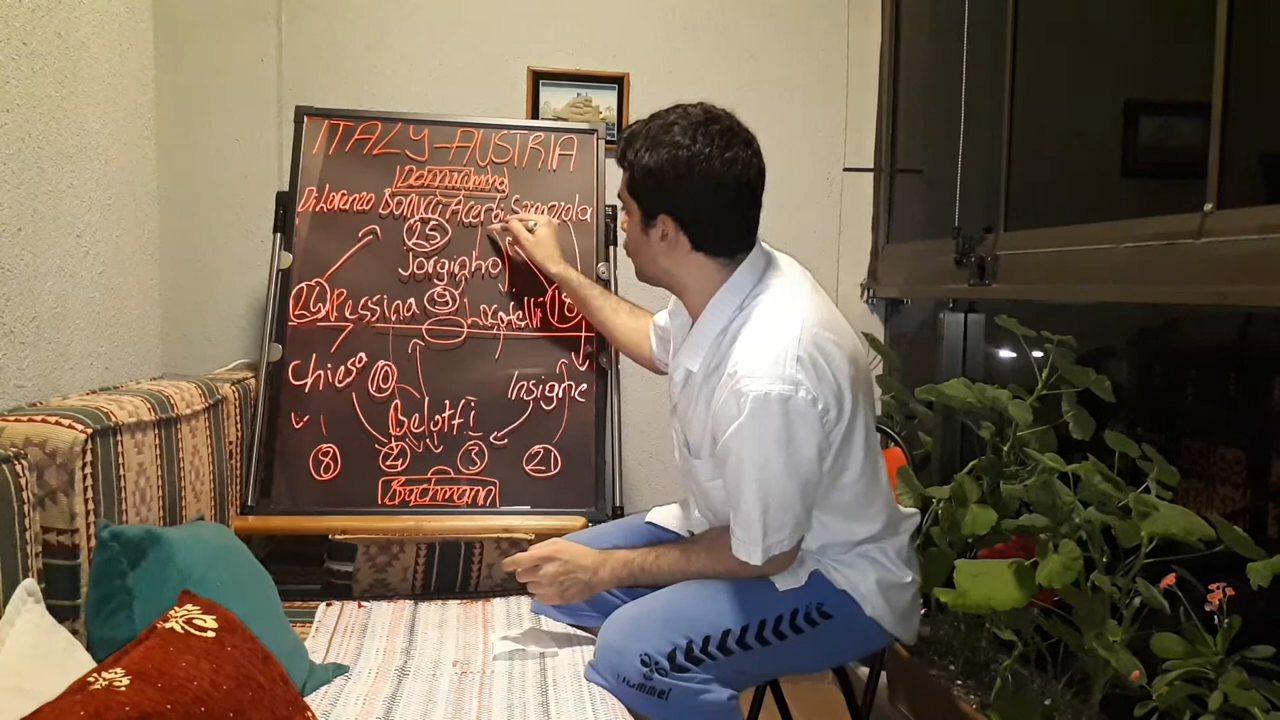 ITALY-AUSTRIA
Donnarumma
Di Lorenzo Bonucci Acerbi Spinazzola
25
Jorginho
24 Pessina 9 Locatelli 18
Chiesa 10 Insigne
Belotti
8 4 3 21
Bachmann
hummel